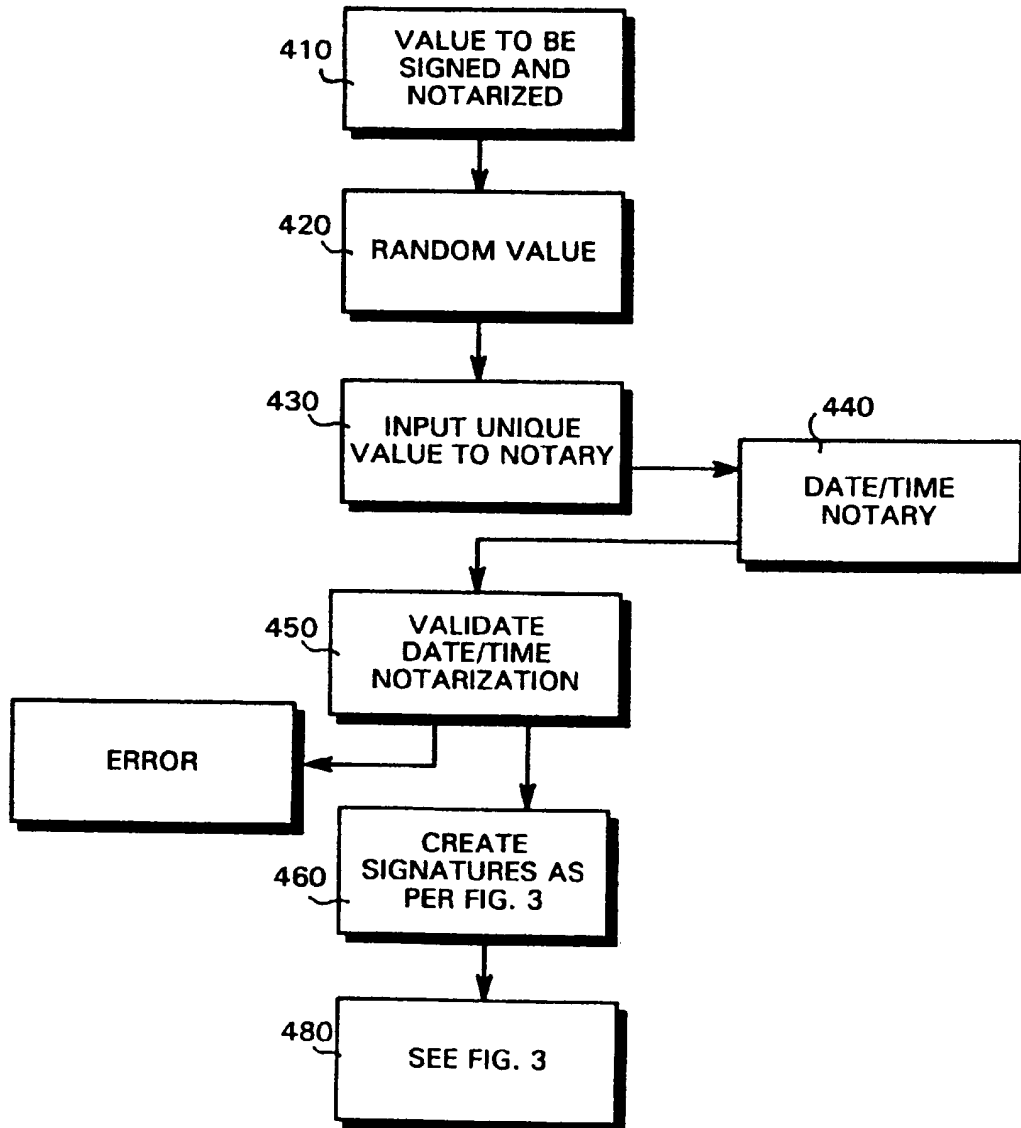 410
VALUE TO BE
SIGNED AND
NOTARIZED
420
RANDOM VALUE
430
INPUT UNIQUE
VALUE TO NOTARY
440
DATE/TIME
NOTARY
450
VALIDATE
DATE/TIME
NOTARIZATION
ERROR
460
CREATE
SIGNATURES AS
PER FIG. 3
480
SEE FIG. 3